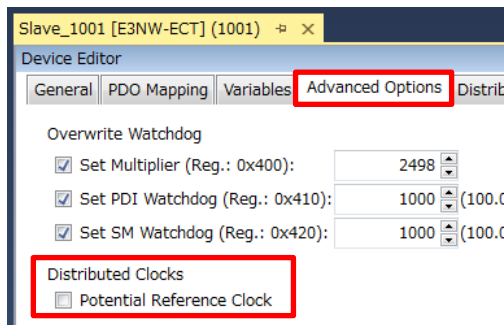 Slave_1001 [E3NW-ECT] (1001)
Device Editor
General PDO Mapping Variables Advanced Options Distrib
Overwrite Watchdog
Set Multiplier (Reg.: 0x400): 2498
Set PDI Watchdog (Reg.: 0x410): 1000 (100.0
Set SM Watchdog (Reg.: 0x420): 1000 (100.0
Distributed Clocks
Potential Reference Clock